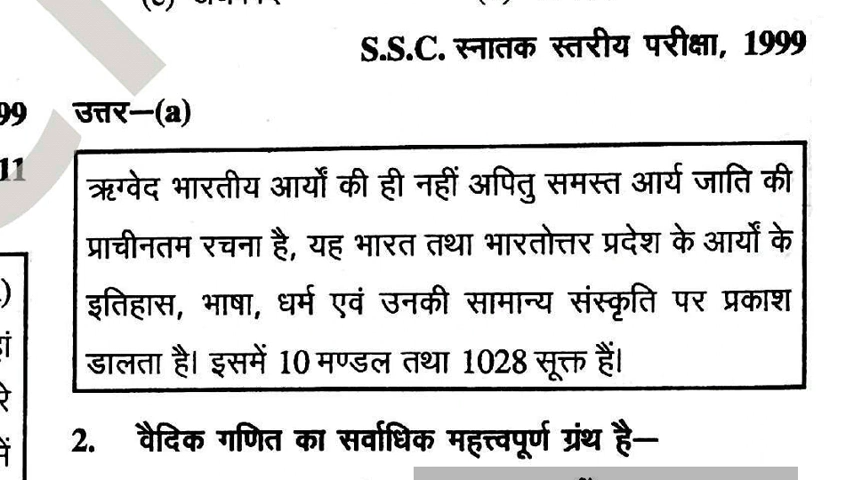 S.S.C. स्नातक स्तरीय परीक्षा, 1999
99 उत्तर–(a)
11
ऋग्वेद भारतीय आर्यों की ही नहीं अपितु समस्त आर्य जाति की
प्राचीनतम रचना है, यह भारत तथा भारतोत्तर प्रदेश के आर्यों के
इतिहास, भाषा, धर्म एवं उनकी सामान्य संस्कृति पर प्रकाश
डालता है। इसमें 10 मण्डल तथा 1028 सूक्त हैं।
2. वैदिक गणित का सर्वाधिक महत्त्वपूर्ण ग्रंथ है–